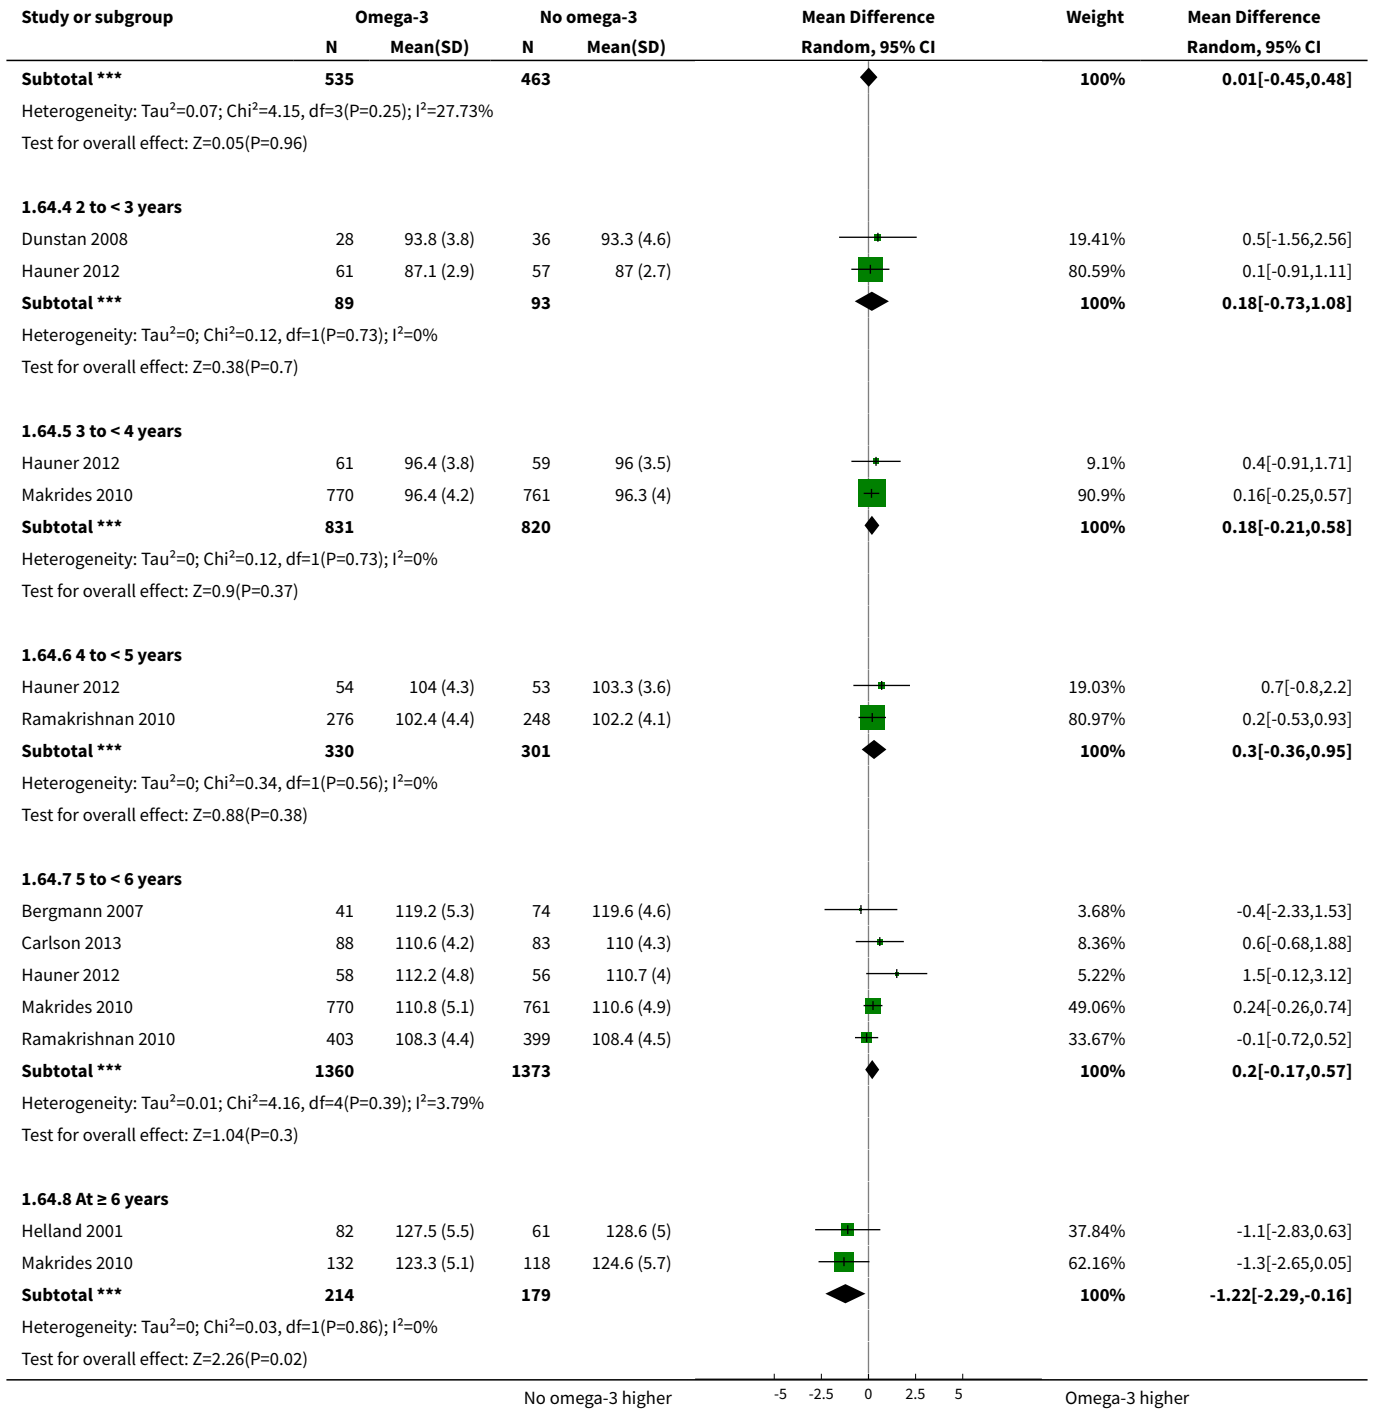 Study or subgroup Omega-3 No omega-3 Mean Difference Weight Mean Difference
N Mean(SD) N Mean(SD) Random, 95% CI Random, 95% CI
Subtotal *** 535 463 100% 0.01[-0.45,0.48]
Heterogeneity: Tau²=0.07; Chi²=4.15, df=3(P=0.25); I²=27.73%
Test for overall effect: Z=0.05(P=0.96)
1.64.4 2 to < 3 years
Dunstan 2008 28 93.8 (3.8) 36 93.3 (4.6) 19.41% 0.5[-1.56,2.56]
Hauner 2012 61 87.1 (2.9) 57 87 (2.7) 80.59% 0.1[-0.91,1.11]
Subtotal *** 89 93 100% 0.18[-0.73,1.08]
Heterogeneity: Tau²=0; Chi²=0.12, df=1(P=0.73); I²=0%
Test for overall effect: Z=0.38(P=0.7)
1.64.5 3 to < 4 years
Hauner 2012 61 96.4 (3.8) 59 96 (3.5) 9.1% 0.4[-0.91,1.71]
Makrides 2010 770 96.4 (4.2) 761 96.3 (4) 90.9% 0.16[-0.25,0.57]
Subtotal *** 831 820 100% 0.18[-0.21,0.58]
Heterogeneity: Tau²=0; Chi²=0.12, df=1(P=0.73); I²=0%
Test for overall effect: Z=0.9(P=0.37)
1.64.6 4 to < 5 years
Hauner 2012 54 104 (4.3) 53 103.3 (3.6) 19.03% 0.7[-0.8,2.2]
Ramakrishnan 2010 276 102.4 (4.4) 248 102.2 (4.1) 80.97% 0.2[-0.53,0.93]
Subtotal *** 330 301 100% 0.3[-0.36,0.95]
Heterogeneity: Tau²=0; Chi²=0.34, df=1(P=0.56); I²=0%
Test for overall effect: Z=0.88(P=0.38)
1.64.7 5 to < 6 years
Bergmann 2007 41 119.2 (5.3) 74 119.6 (4.6) 3.68% -0.4[-2.33,1.53]
Carlson 2013 88 110.6 (4.2) 83 110 (4.3) 8.36% 0.6[-0.68,1.88]
Hauner 2012 58 112.2 (4.8) 56 110.7 (4) 5.22% 1.5[-0.12,3.12]
Makrides 2010 770 110.8 (5.1) 761 110.6 (4.9) 49.06% 0.24[-0.26,0.74]
Ramakrishnan 2010 403 108.3 (4.4) 399 108.4 (4.5) 33.67% -0.1[-0.72,0.52]
Subtotal *** 1360 1373 100% 0.2[-0.17,0.57]
Heterogeneity: Tau²=0.01; Chi²=4.16, df=4(P=0.39); I²=3.79%
Test for overall effect: Z=1.04(P=0.3)
1.64.8 At ≥ 6 years
Helland 2001 82 127.5 (5.5) 61 128.6 (5) 37.84% -1.1[-2.83,0.63]
Makrides 2010 132 123.3 (5.1) 118 124.6 (5.7) 62.16% -1.3[-2.65,0.05]
Subtotal *** 214 179 100% -1.22[-2.29,-0.16]
Heterogeneity: Tau²=0; Chi²=0.03, df=1(P=0.86); I²=0%
Test for overall effect: Z=2.26(P=0.02)
No omega-3 higher -5 -2.5 0 2.5 5 Omega-3 higher